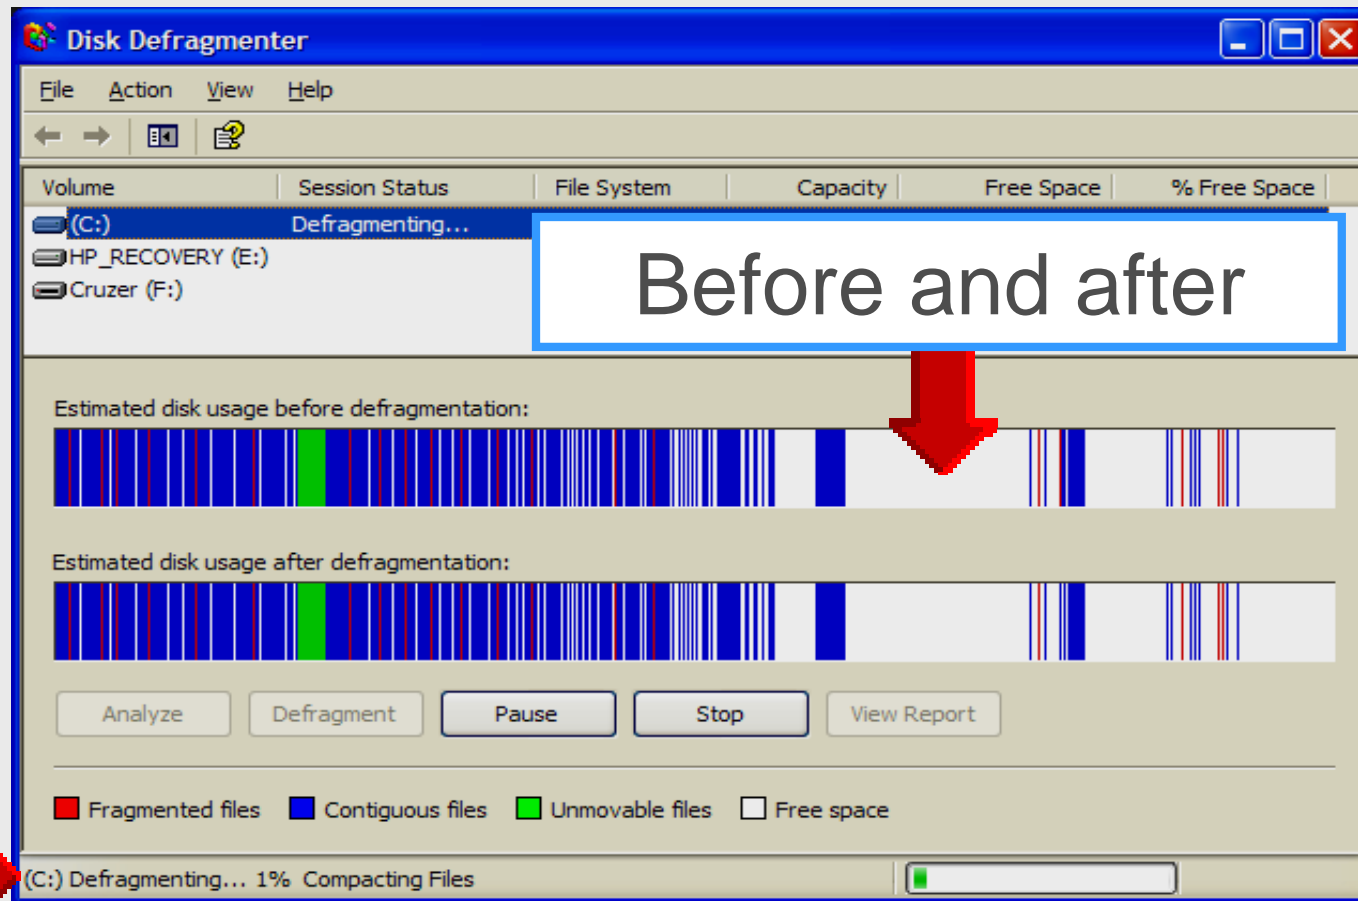 Disk Defragmenter
File Action View Help
Volume Session Status File System Capacity Free Space % Free Space
(C:) Defragmenting...
HP_RECOVERY (E:)
Cruzer (F:)
Before and after
Estimated disk usage before defragmentation:
Estimated disk usage after defragmentation:
Analyze Defragment Pause Stop View Report
Fragmented files Contiguous files Unmovable files Free space
(C:) Defragmenting... 1% Compacting Files